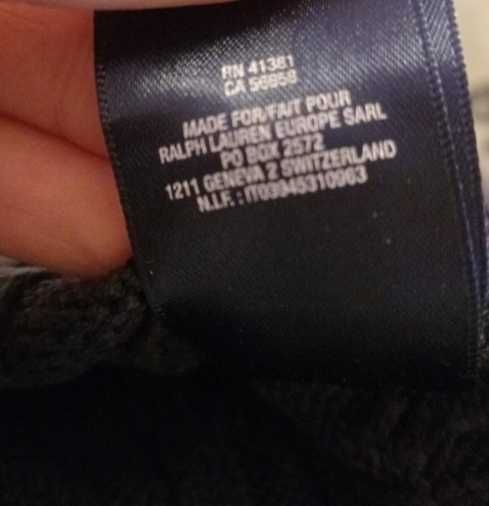 RN 41381
CA 56858
MADE FOR/FAIT POUR
RALPH LAUREN EUROPE SARL
PO BOX 2572
1211 GENEVA 2 SWITZERLAND
N.I.F. : IT03945310963